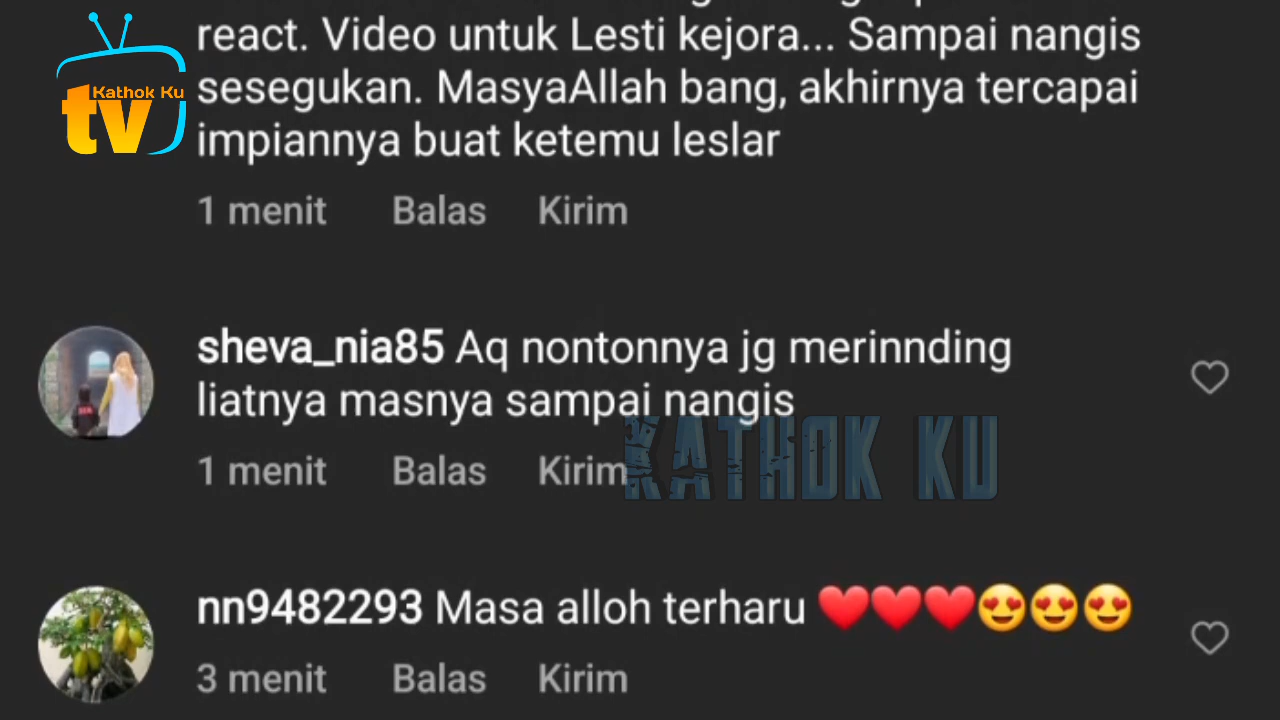 react. Video untuk Lesti kejora... Sampai nangis
sesegukan. MasyaAllah bang, akhirnya tercapai
impiannya buat ketemu leslar
1 menit Balas Kirim
sheva_nia85 Aq nontonnya jg merinnding
liatnya masnya sampai nangis
1 menit Balas Kirim
nn9482293 Masa alloh terharu ❤️❤️❤️😍😍😍
3 menit Balas Kirim
Kathok Ku
tv
KATHOK KU